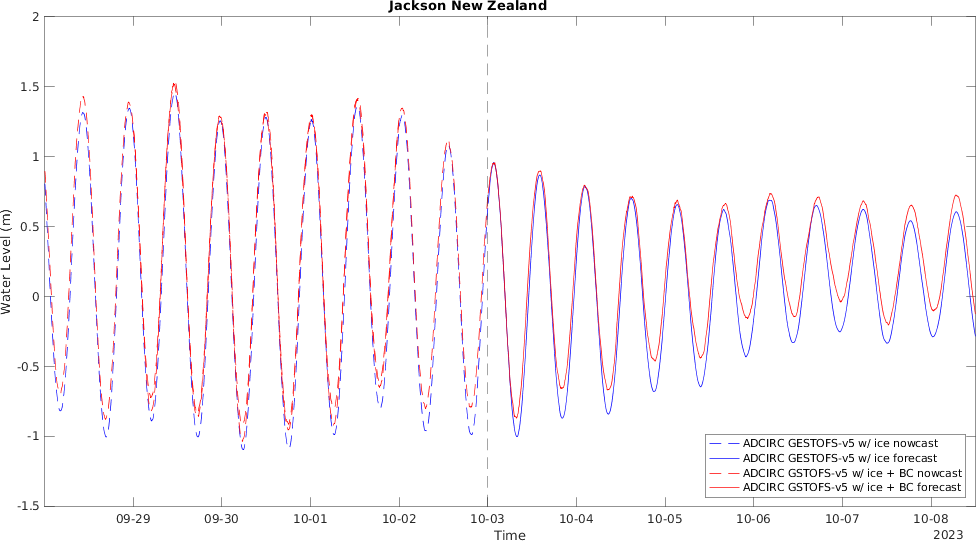 Jackson New Zealand
2
1.5
1
0.5
0
-0.5
-1
-1.5
Water Level (m)
09-29 09-30 10-01 10-02 10-03 10-04 10-05 10-06 10-07 10-08
Time
2023
ADCIRC GESTOFS-v5 w/ ice nowcast
ADCIRC GESTOFS-v5 w/ ice forecast
ADCIRC GSTOFS-v5 w/ ice + BC nowcast
ADCIRC GSTOFS-v5 w/ ice + BC forecast